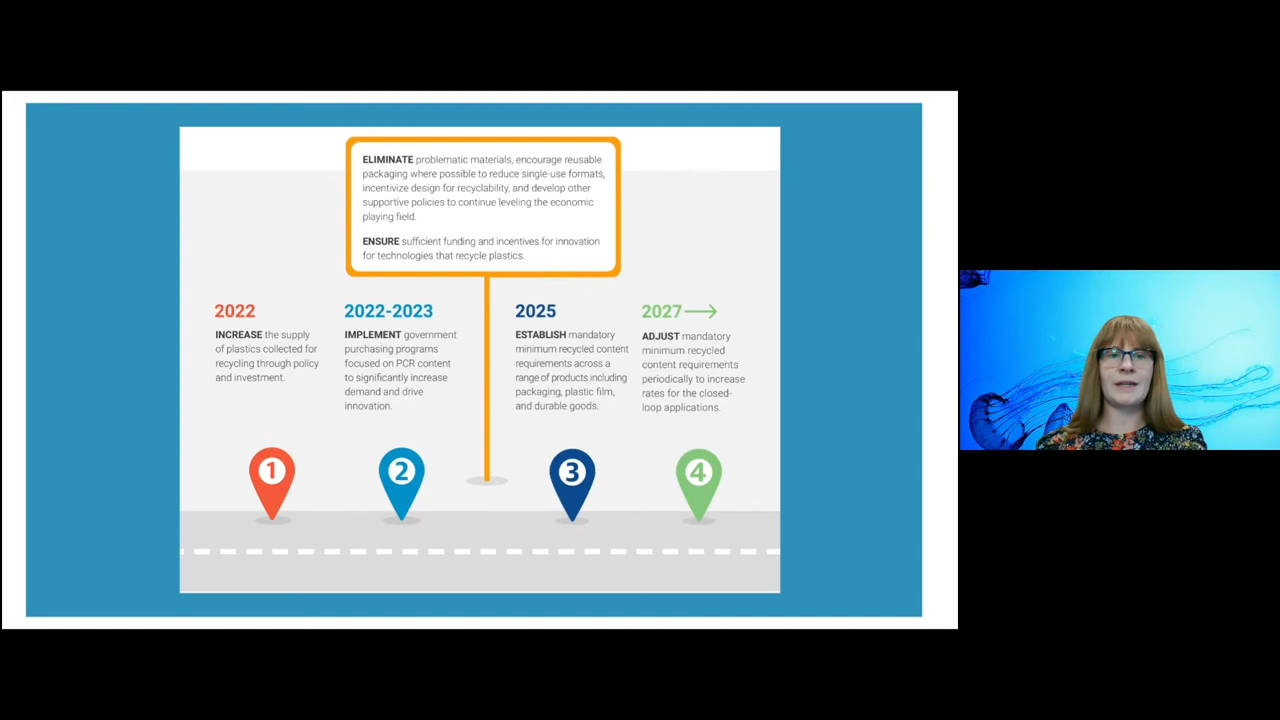 ELIMINATE problematic materials, encourage reusable
packaging where possible to reduce single-use formats,
incentivize design for recyclability, and develop other
supportive policies to continue leveling the economic
playing field.
ENSURE sufficient funding and incentives for innovation
for technologies that recycle plastics.
2022
INCREASE the supply
of plastics collected for
recycling through policy
and investment.
2022-2023
IMPLEMENT government
purchasing programs
focused on PCR content
to significantly increase
demand and drive
innovation.
2025
ESTABLISH mandatory
minimum recycled content
requirements across a
range of products including
packaging, plastic film,
and durable goods.
2027
ADJUST mandatory
minimum recycled
content requirements
periodically to increase
rates for the closed-
loop applications.
1
2
3
4